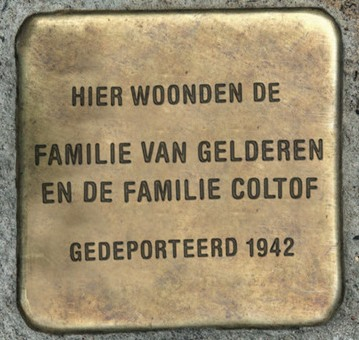 HIER WOONDEN DE
FAMILIE VAN GELDEREN
EN DE FAMILIE COLTOF
GEDEPORTEERD 1942